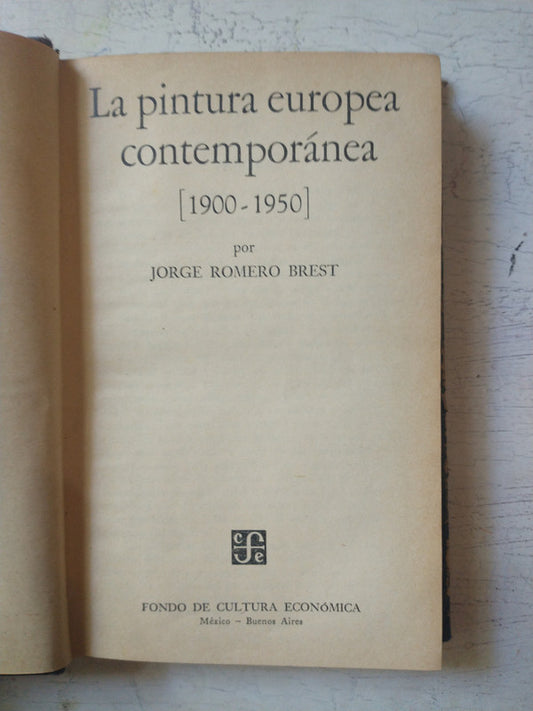 La pintura europea
contemporánea
[1900-1950]
por
JORGE ROMERO BREST
c f e
FONDO DE CULTURA ECONÓMICA
México – Buenos Aires